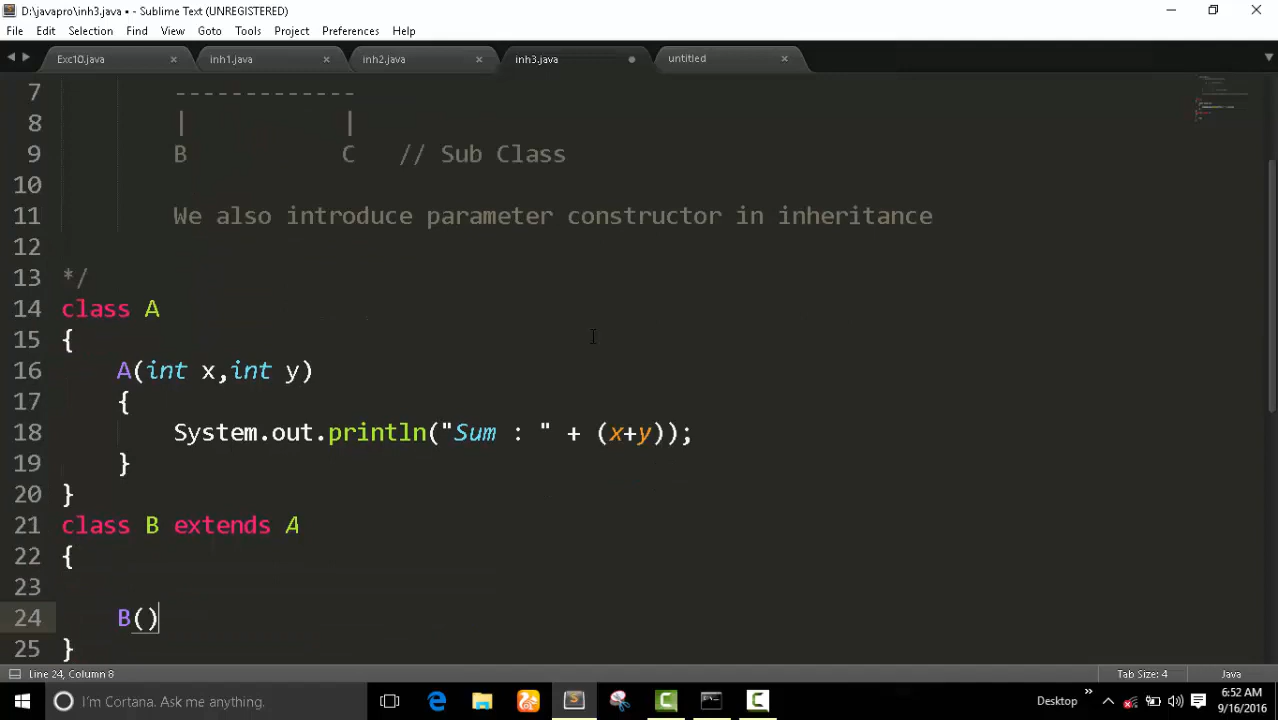 D:\javapro\inh3.java • - Sublime Text (UNREGISTERED)
File Edit Selection Find View Goto Tools Project Preferences Help
Exc10.java × inh1.java × inh2.java × inh3.java untitled ×
7 ------------
8 | |
9 B C // Sub Class
10
11 We also introduce parameter constructor in inheritance
12
13 */
14 class A
15 {
16 A(int x,int y)
17 {
18 System.out.println("Sum : " + (x+y));
19 }
20 }
21 class B extends A
22 {
23
24 B()
25 }
Line 24, Column 8 Tab Size: 4 Java
I'm Cortana. Ask me anything. Desktop 6:52 AM
9/16/2016